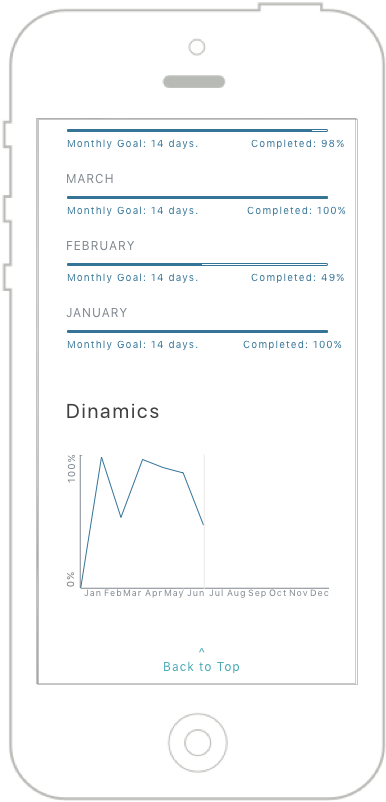 Monthly Goal: 14 days. Completed: 98%
MARCH
Monthly Goal: 14 days. Completed: 100%
FEBRUARY
Monthly Goal: 14 days. Completed: 49%
JANUARY
Monthly Goal: 14 days. Completed: 100%
Dinamics
100%
0%
Jan Feb Mar Apr May Jun Jul Aug Sep Oct Nov Dec
^
Back to Top